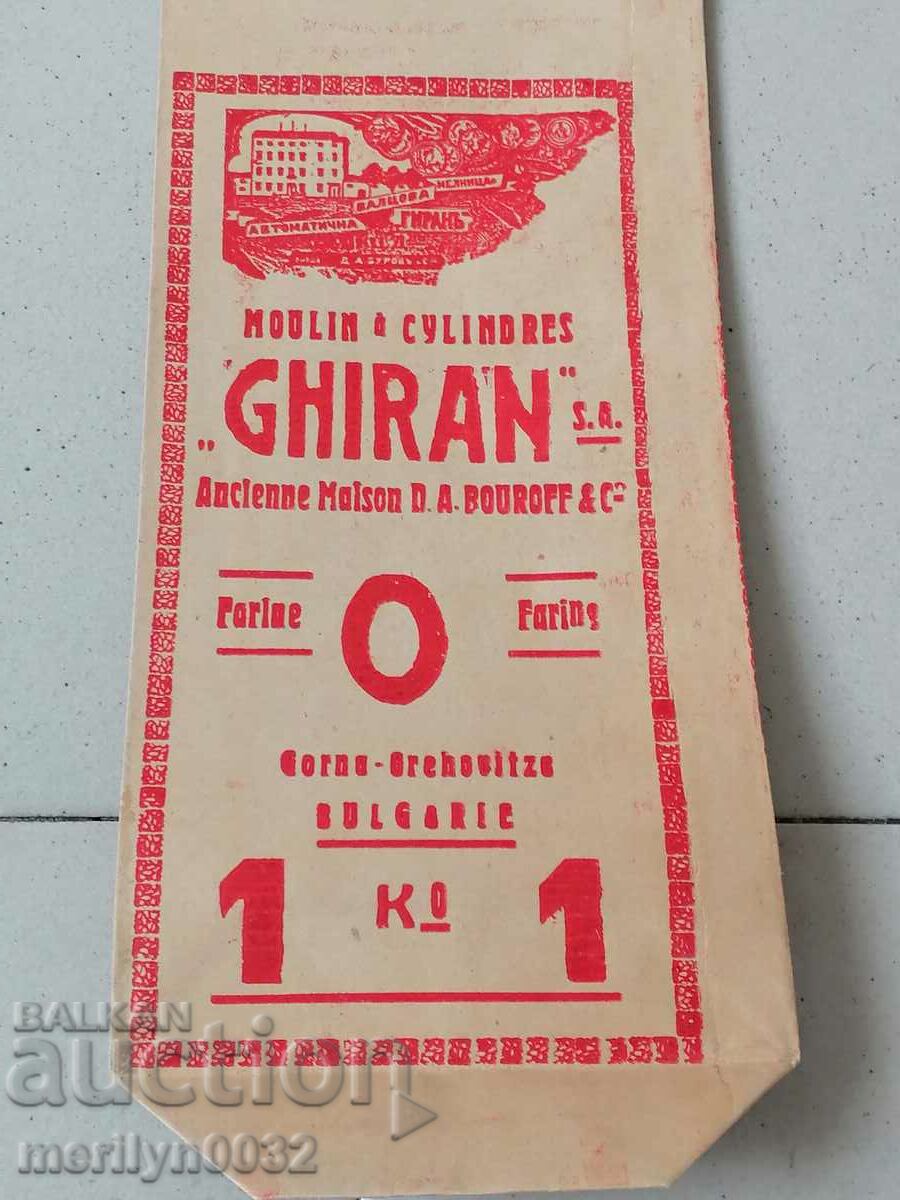 АВТОМАТИЧНА ВАЛЦОВА МЕЛНИЦА
ГИРАНЪ
Д. А. БУРОВЪ
MOULIN à CYLINDRES
„GHIRAN" S.A.
Ancienne Maison D. A. BOUROFF & Co
Farine O Farine
Gorna-Orehovitza
BULGARIE
1 Ko 1
BALKAN
auction
merilyn0032